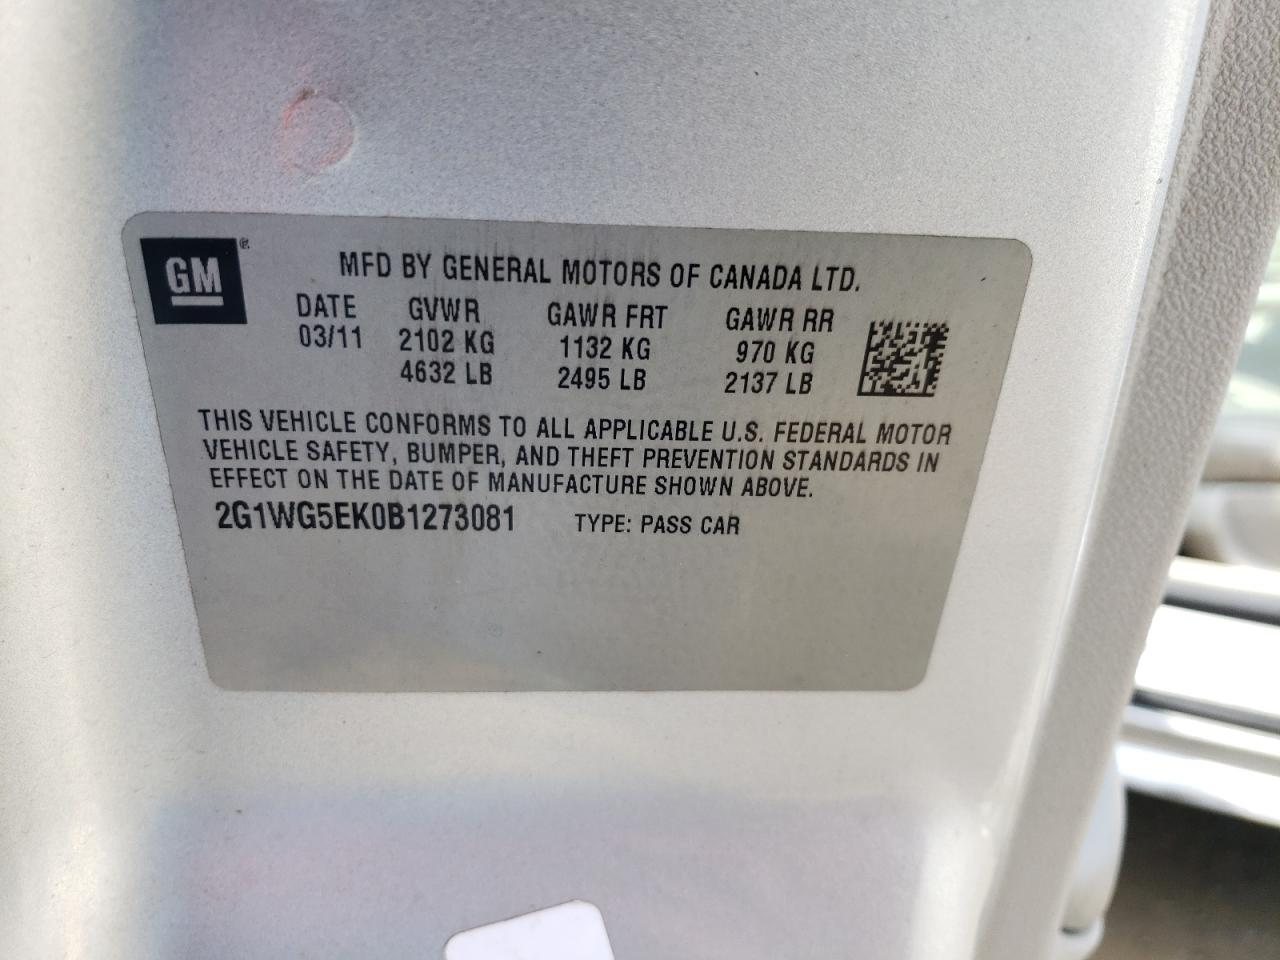 GM ®
MFD BY GENERAL MOTORS OF CANADA LTD.
DATE GVWR GAWR FRT GAWR RR
03/11 2102 KG 1132 KG 970 KG
4632 LB 2495 LB 2137 LB
THIS VEHICLE CONFORMS TO ALL APPLICABLE U.S. FEDERAL MOTOR
VEHICLE SAFETY, BUMPER, AND THEFT PREVENTION STANDARDS IN
EFFECT ON THE DATE OF MANUFACTURE SHOWN ABOVE.
2G1WG5EK0B1273081 TYPE: PASS CAR